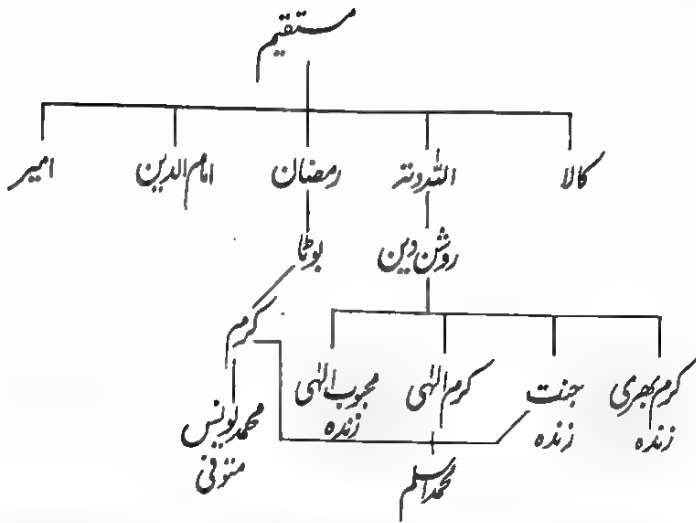 مستقیم
کالا اللہ دتہ رمضان امام الدین امیر
روشن دین بوٹا
کرم
کرم بھری جنت کرم الٰہی محبوب الٰہی
زندہ زندہ زندہ
محمد یونس
متوفی
محمد اسلم